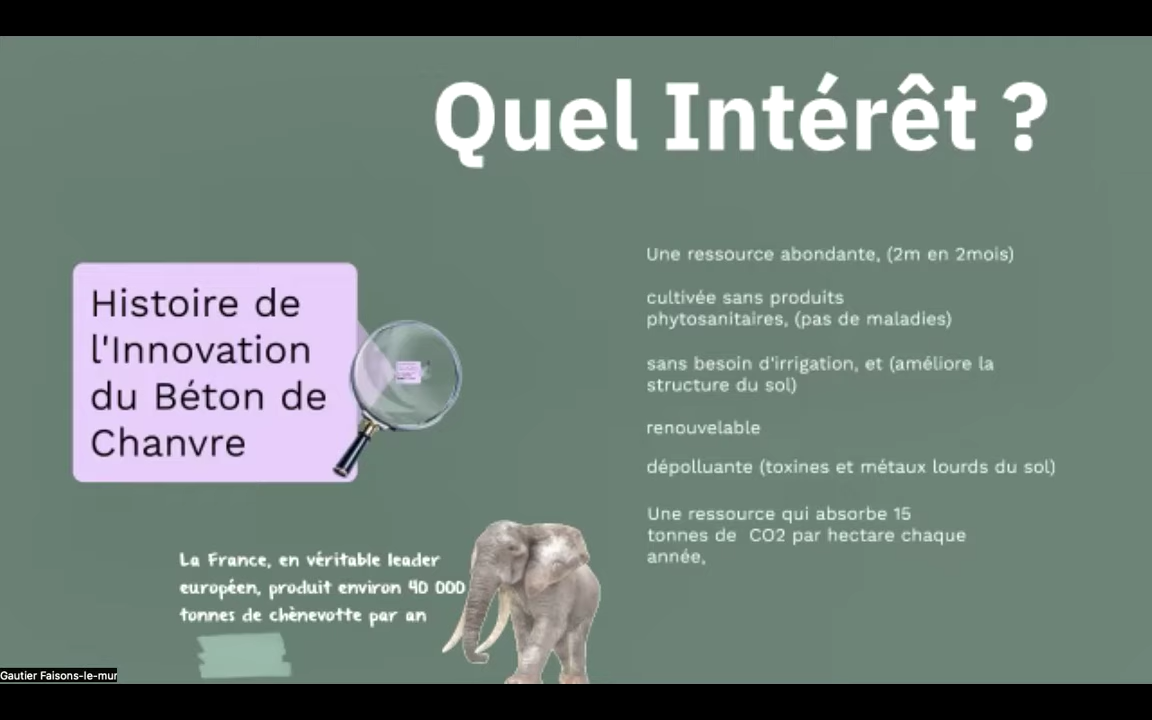 Quel Intérêt ?
Histoire de
l'Innovation
du Béton de
Chanvre
Une ressource abondante, (2m en 2mois)
cultivée sans produits
phytosanitaires, (pas de maladies)
sans besoin d'irrigation, et (améliore la
structure du sol)
renouvelable
dépolluante (toxines et métaux lourds du sol)
Une ressource qui absorbe 15
tonnes de  CO2 par hectare chaque
année,
La France, en véritable leader
européen, produit environ 40 000
tonnes de chènevotte par an
Gautier Faisons-le-mur